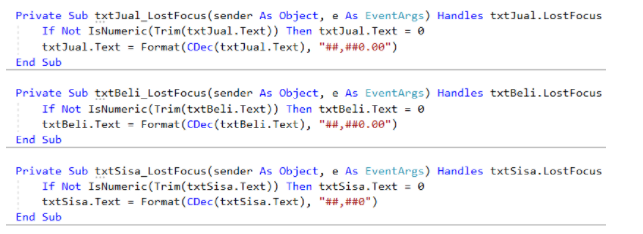 Private Sub txtJual_LostFocus(sender As Object, e As EventArgs) Handles txtJual.LostFocus
    If Not IsNumeric(Trim(txtJual.Text)) Then txtJual.Text = 0
    txtJual.Text = Format(CDec(txtJual.Text), "##,##0.00")
End Sub
Private Sub txtBeli_LostFocus(sender As Object, e As EventArgs) Handles txtBeli.LostFocus
    If Not IsNumeric(Trim(txtBeli.Text)) Then txtBeli.Text = 0
    txtBeli.Text = Format(CDec(txtBeli.Text), "##,##0.00")
End Sub
Private Sub txtSisa_LostFocus(sender As Object, e As EventArgs) Handles txtSisa.LostFocus
    If Not IsNumeric(Trim(txtSisa.Text)) Then txtSisa.Text = 0
    txtSisa.Text = Format(CDec(txtSisa.Text), "##,##0")
End Sub